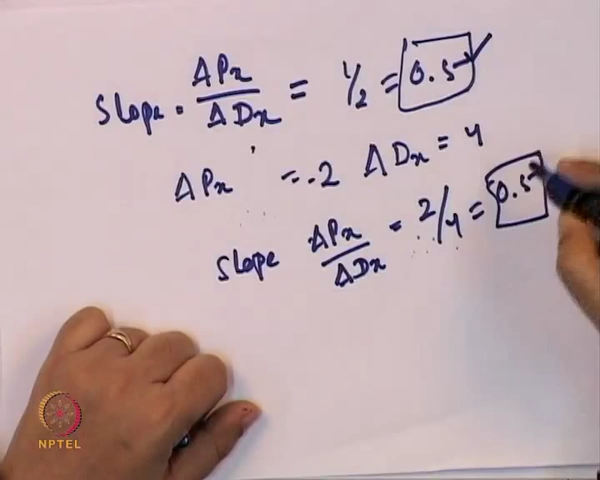 Slope = ΔPx/ΔDx = 1/2 = 0.5
ΔPx = 2 ΔDx = 4
Slope ΔPx/ΔDx = 2/4 = 0.5
NPTEL